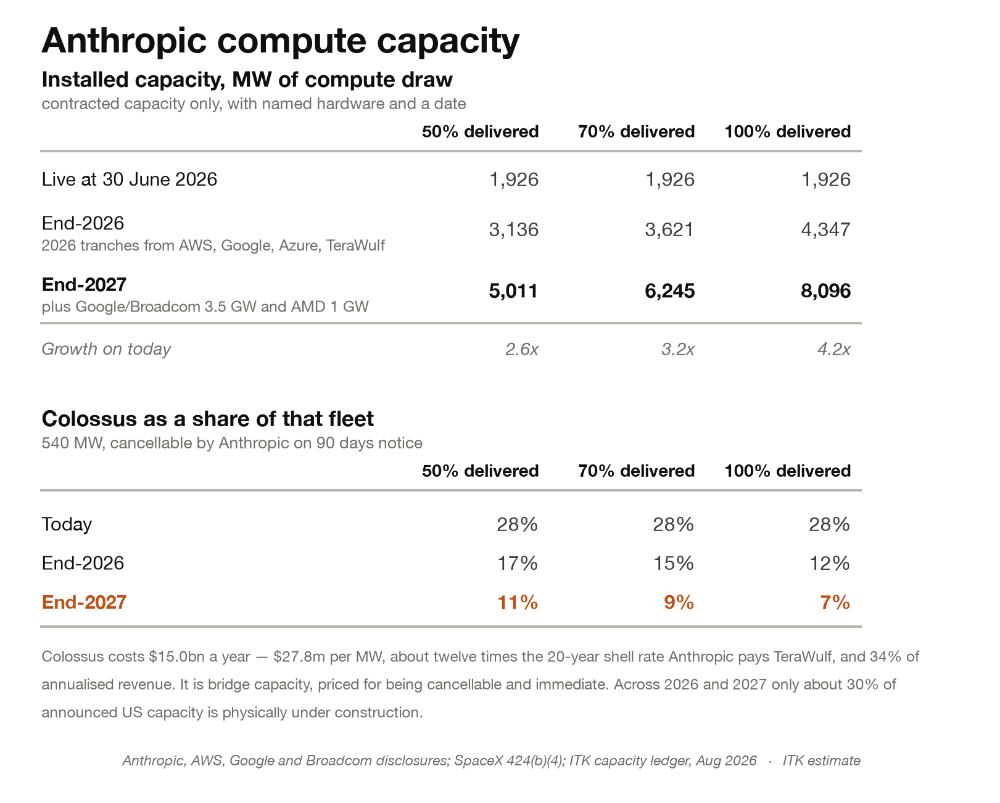 Anthropic compute capacity
Installed capacity, MW of compute draw
contracted capacity only, with named hardware and a date
50% delivered 70% delivered 100% delivered
Live at 30 June 2026 1,926 1,926 1,926
End-2026 3,136 3,621 4,347
2026 tranches from AWS, Google, Azure, TeraWulf
End-2027 5,011 6,245 8,096
plus Google/Broadcom 3.5 GW and AMD 1 GW
Growth on today 2.6x 3.2x 4.2x
Colossus as a share of that fleet
540 MW, cancellable by Anthropic on 90 days notice
50% delivered 70% delivered 100% delivered
Today 28% 28% 28%
End-2026 17% 15% 12%
End-2027 11% 9% 7%
Colossus costs $15.0bn a year — $27.8m per MW, about twelve times the 20-year shell rate Anthropic pays TeraWulf, and 34% of
annualised revenue. It is bridge capacity, priced for being cancellable and immediate. Across 2026 and 2027 only about 30% of
announced US capacity is physically under construction.
Anthropic, AWS, Google and Broadcom disclosures; SpaceX 424(b)(4); ITK capacity ledger, Aug 2026 · ITK estimate